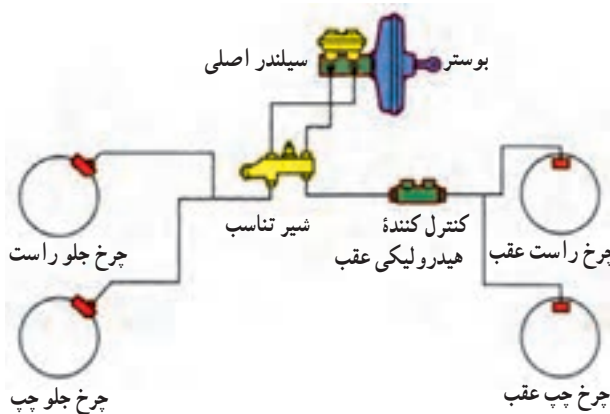 بوستر
سیلندر اصلی
شیر تناسب
کنترل کنندۀ
هیدرولیکی عقب
چرخ راست عقب
چرخ جلو راست
چرخ چپ عقب
چرخ جلو چپ